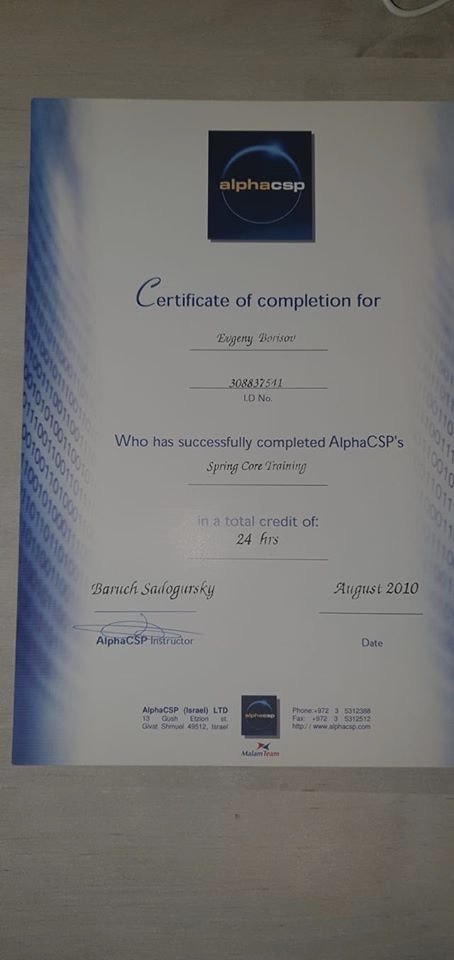 alphacsp
Certificate of completion for
Evgeny Borisov
308837541
I.D No.
Who has successfully completed AlphaCSP's
Spring Core Training
in a total credit of:
24 hrs
Baruch Sadogursky
August 2010
AlphaCSP Instructor
Date
AlphaCSP (Israel) LTD
13 Gush Etzion st.
Givat Shmuel 49512, Israel
alphacsp
MalamTeam
Phone:+972 3 5312388
Fax: +972 3 5312512
http:// www.alphacsp.com